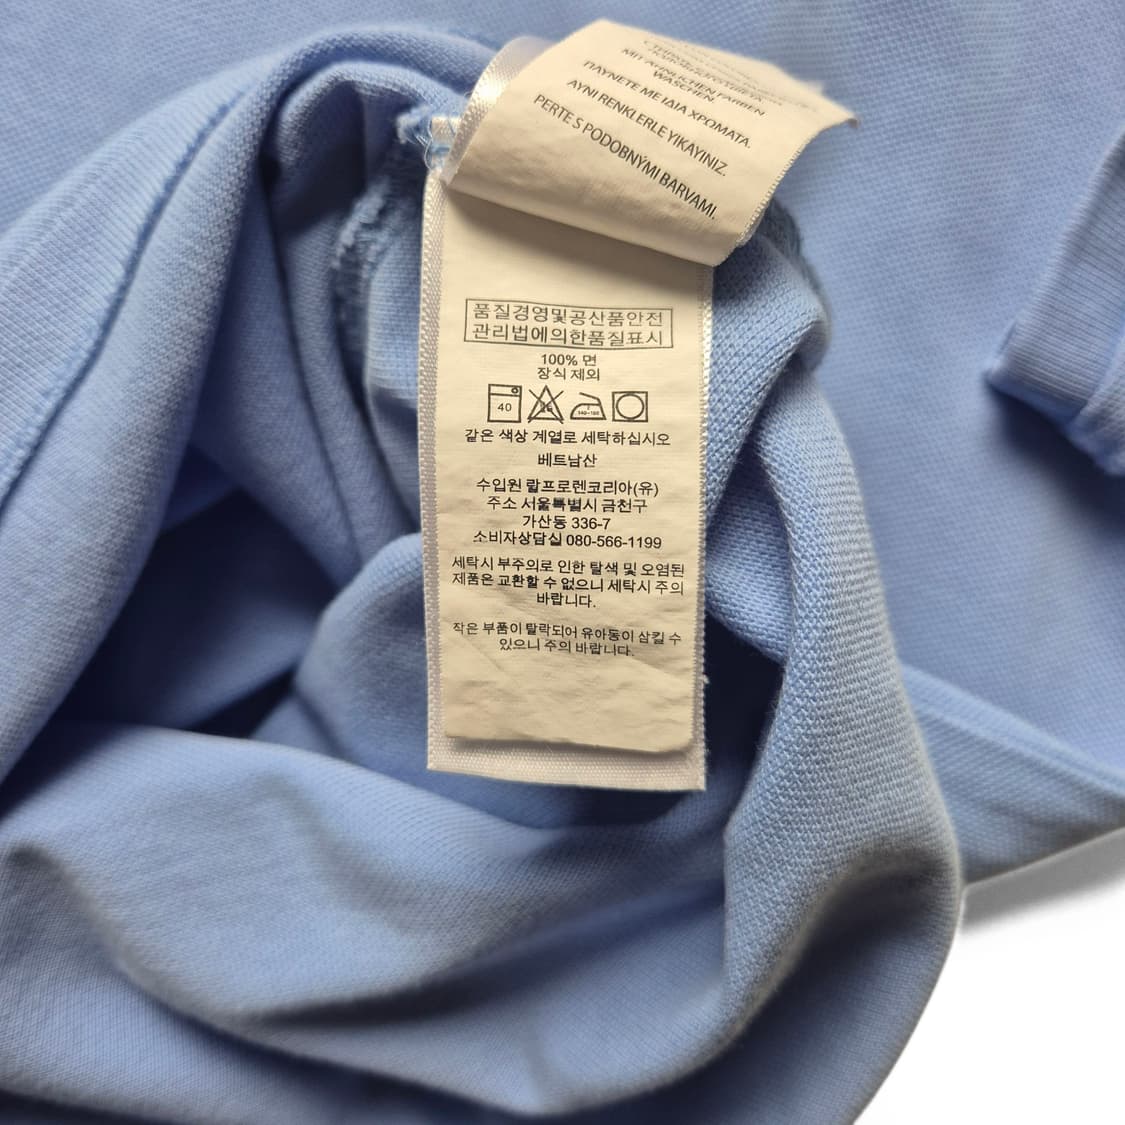 MIT ÄHNLICHEN FARBEN
WASCHEN.
ΠΛΥΝΕΤΕ ΜΕ ΙΔΙΑ ΧΡΩΜΑΤΑ.
AYNI RENKLERLE YIKAYINIZ.
PERTE S PODOBNÝMI BARVAMI.
품질경영및공산품안전
관리법에의한품질표시
100% 면
장식 제외
40
같은 색상 계열로 세탁하십시오
베트남산
수입원 랄프로렌코리아(유)
주소 서울특별시 금천구
가산동 336-7
소비자상담실 080-566-1199
세탁시 부주의로 인한 탈색 및 오염된
제품은 교환할 수 없으니 세탁시 주의
바랍니다.
작은 부품이 탈락되어 유아동이 삼킬 수
있으니 주의 바랍니다.